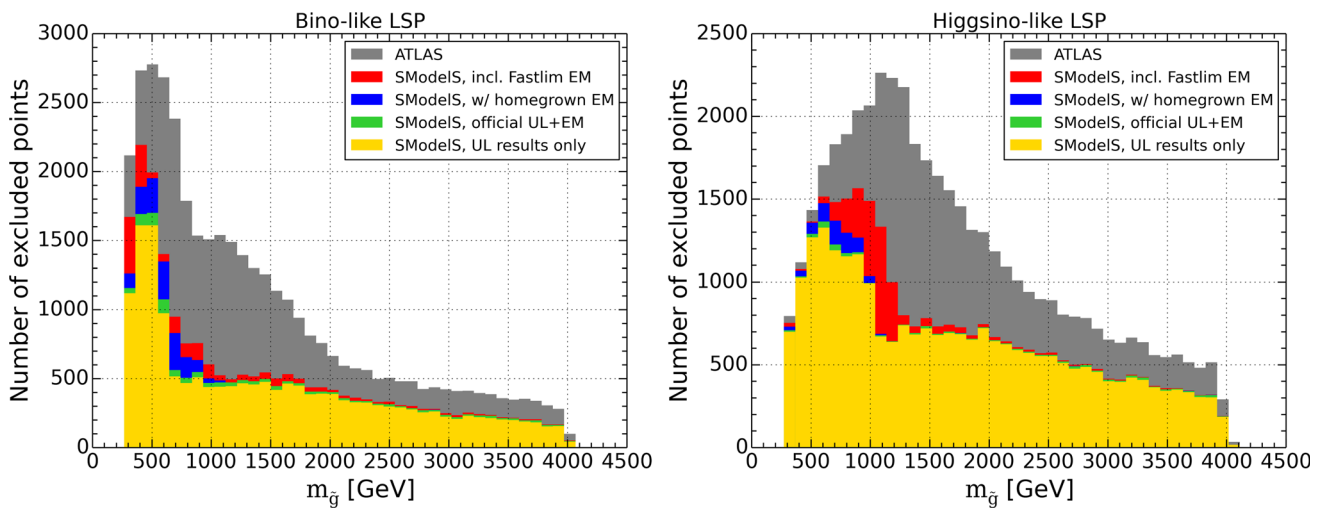 Bino-like LSP
Number of excluded points
3000
2500
2000
1500
1000
500
0
ATLAS
SModelS, incl. Fastlim EM
SModelS, w/ homegrown EM
SModelS, official UL+EM
SModelS, UL results only
0 500 1000 1500 2000 2500 3000 3500 4000 4500
m_g̃ [GeV]
Higgsino-like LSP
Number of excluded points
2500
2000
1500
1000
500
0
ATLAS
SModelS, incl. Fastlim EM
SModelS, w/ homegrown EM
SModelS, official UL+EM
SModelS, UL results only
0 500 1000 1500 2000 2500 3000 3500 4000 4500
m_g̃ [GeV]